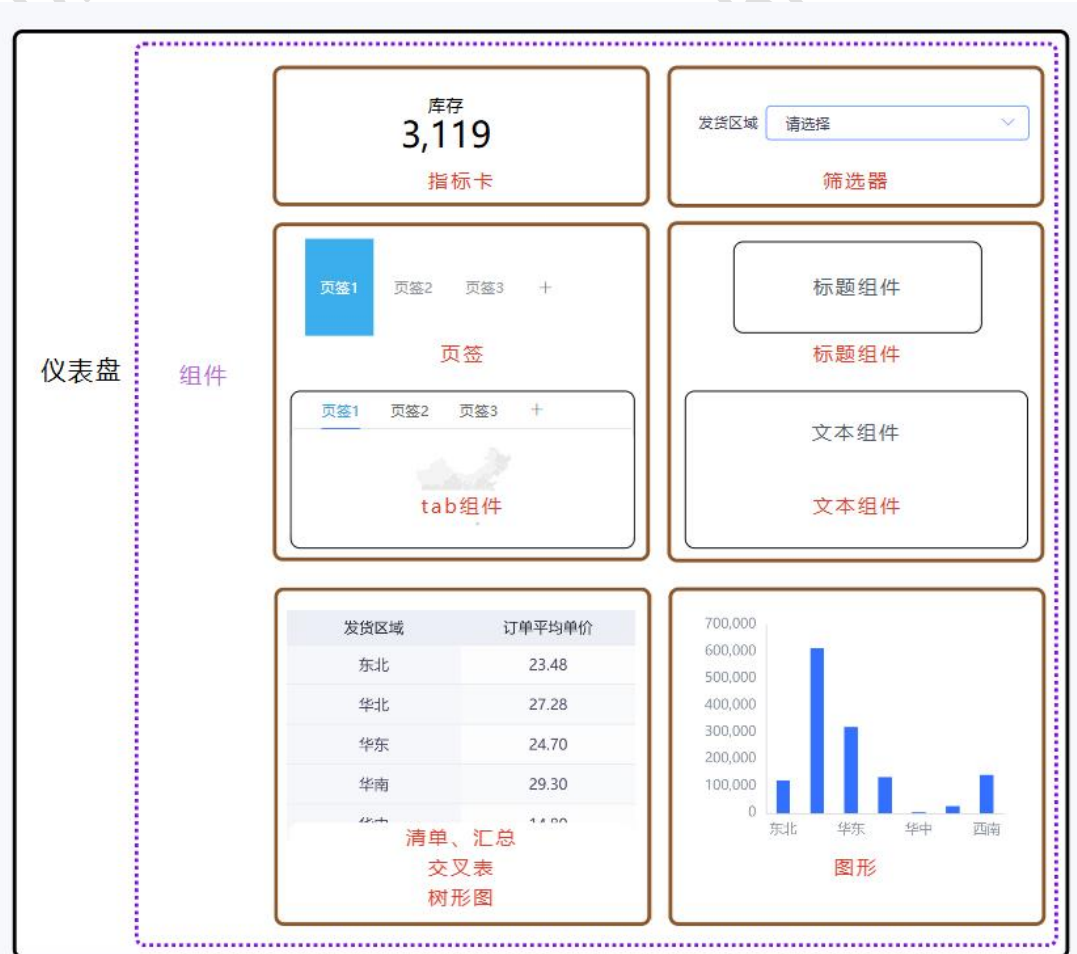 仪表盘
组件
库存
3,119
指标卡
发货区域 请选择
筛选器
页签1 页签2 页签3 +
页签
标题组件
标题组件
页签1 页签2 页签3 +
tab组件
文本组件
文本组件
发货区域 订单平均单价
东北 23.48
华北 27.28
华东 24.70
华南 29.30
华中 14.80
清单、汇总
交叉表
树形图
700,000
600,000
500,000
400,000
300,000
200,000
100,000
0
东北 华东 华中 西南
图形